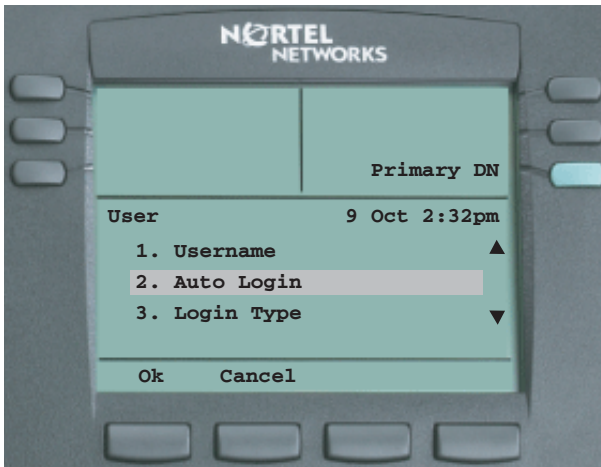 NORTEL
NETWORKS
Primary DN
User 9 Oct 2:32pm
1. Username
2. Auto Login
3. Login Type
Ok Cancel